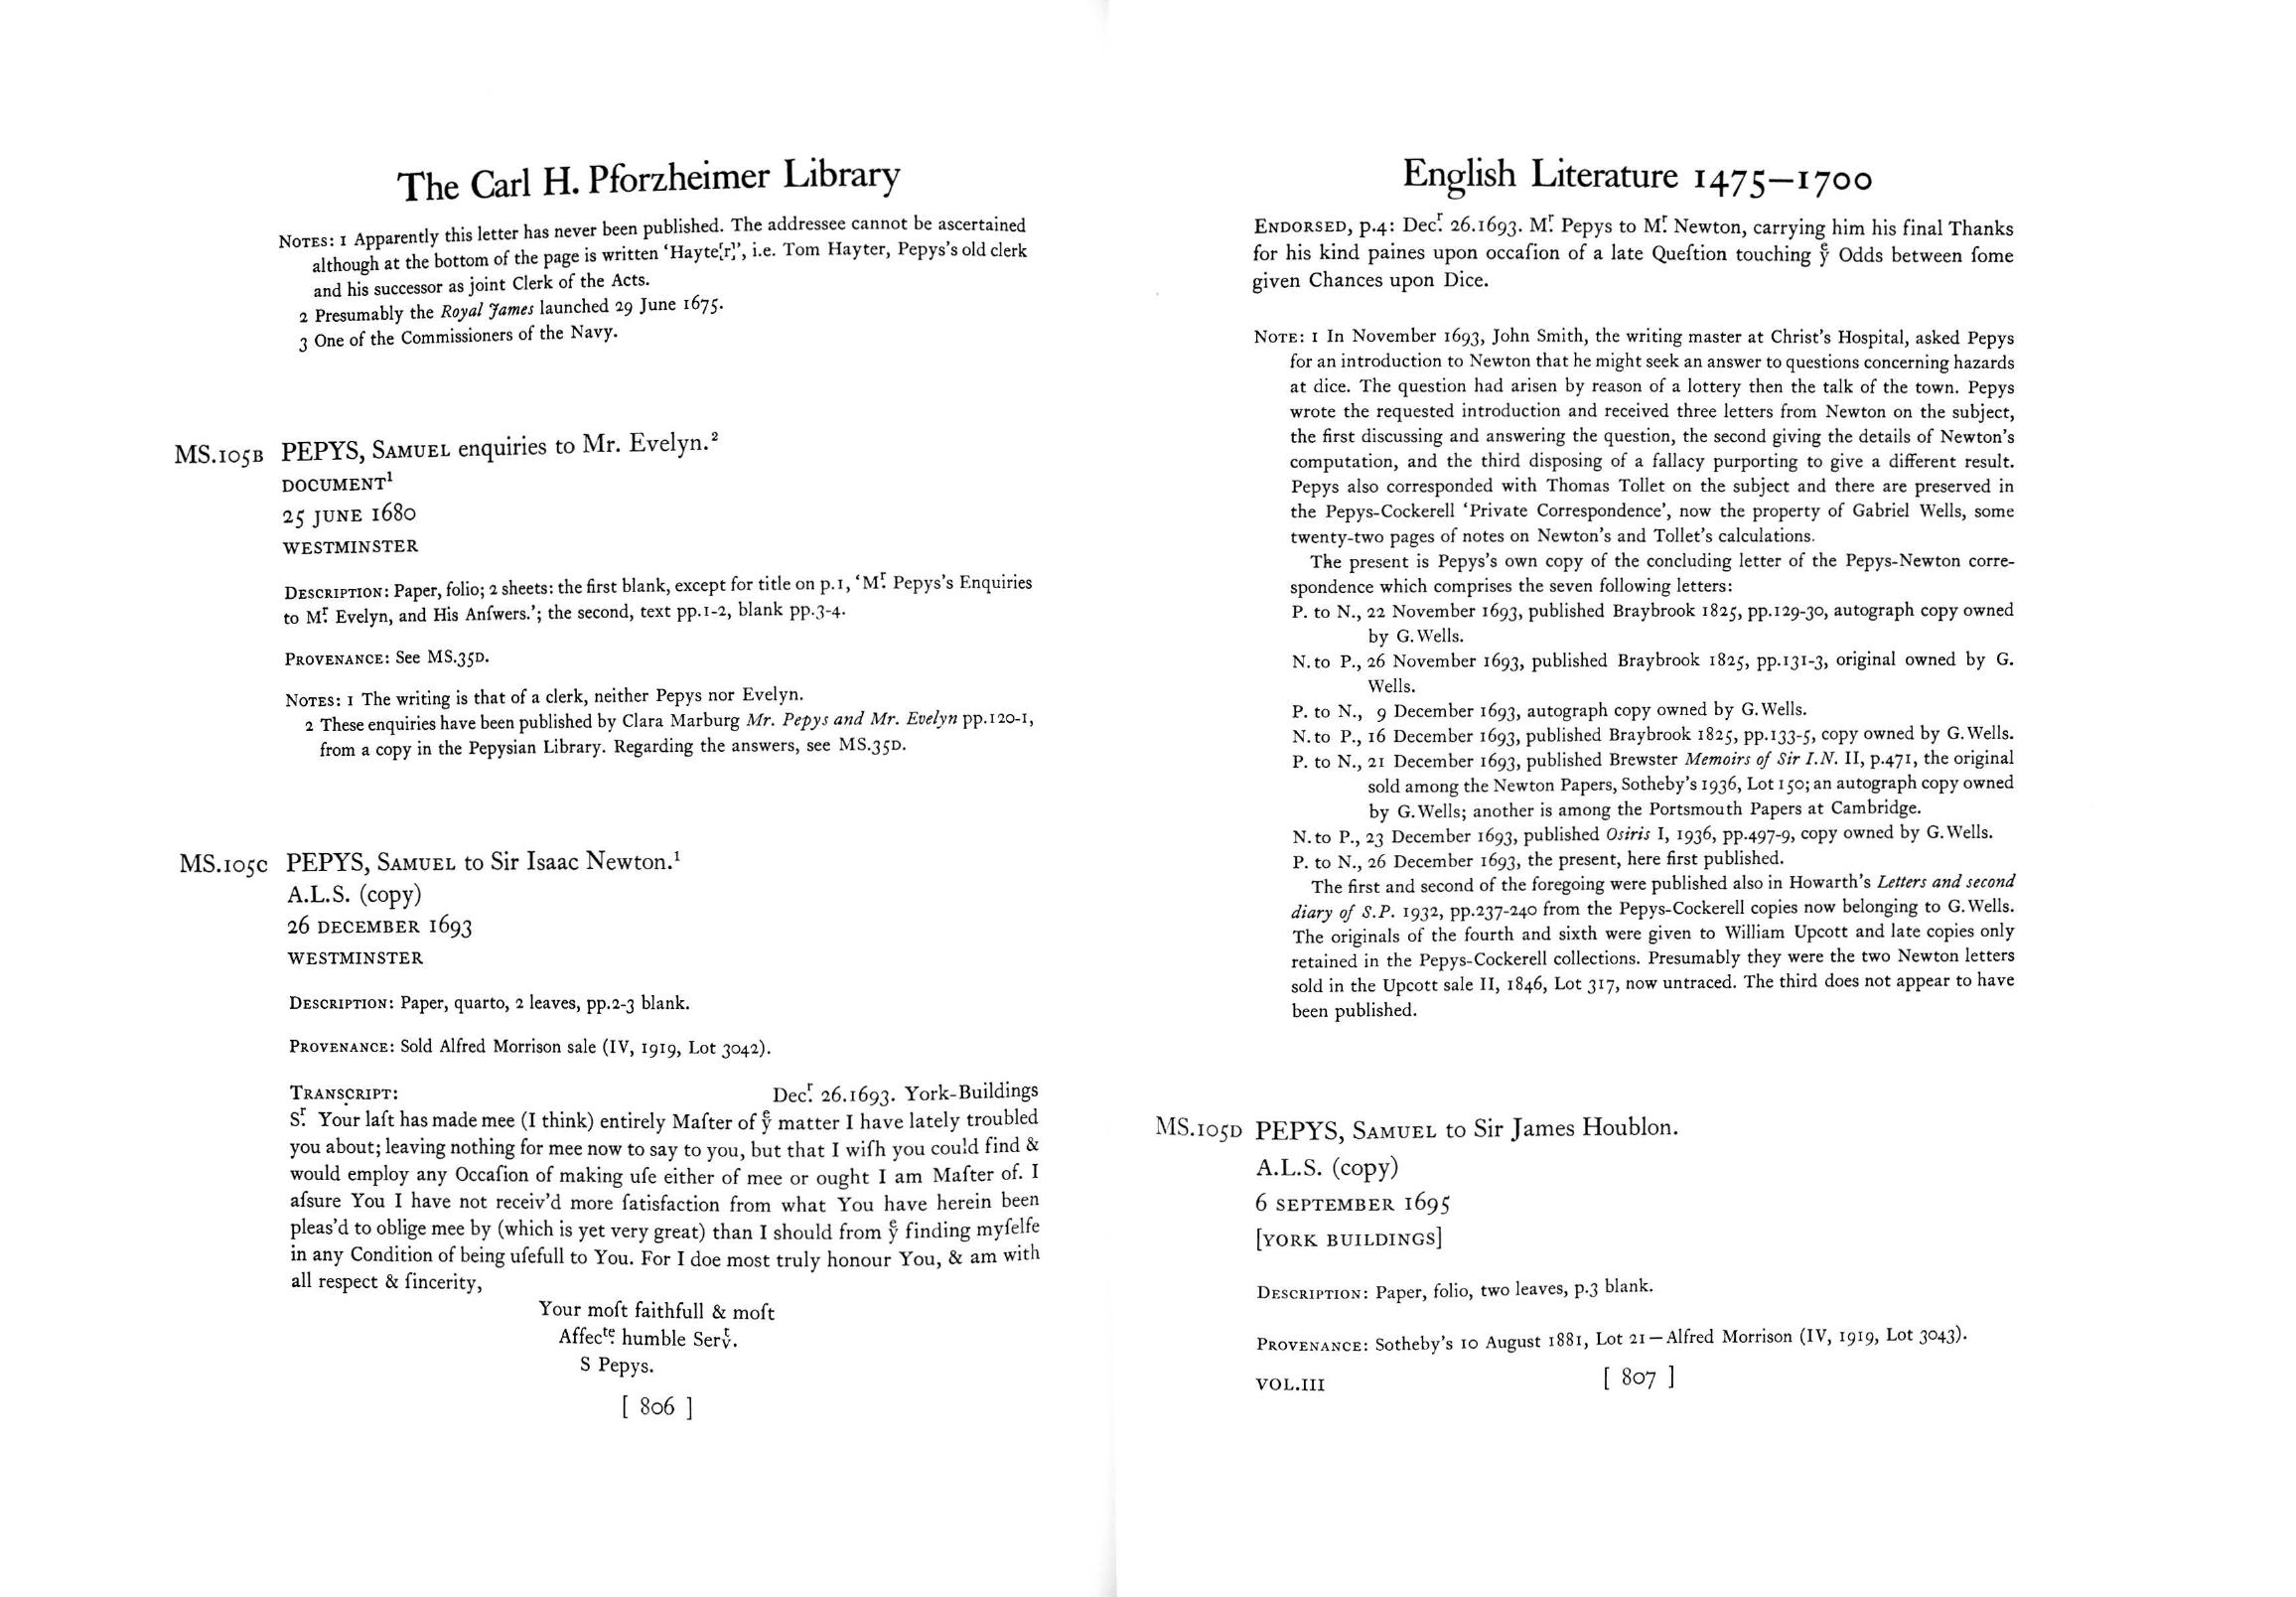 The Carl H. Pforzheimer Library
NOTES: 1 Apparently this letter has never been published. The addressee cannot be ascertained
although at the bottom of the page is written ‘Hayte[r]’, i.e. Tom Hayter, Pepys's old clerk
and his successor as joint Clerk of the Acts.
2 Presumably the Royal James launched 29 June 1675.
3 One of the Commissioners of the Navy.
MS.105B PEPYS, SAMUEL enquiries to Mr. Evelyn.²
DOCUMENT¹
25 JUNE 1680
WESTMINSTER
DESCRIPTION: Paper, folio; 2 sheets: the first blank, except for title on p.1, ‘Mʳ. Pepys's Enquiries
to Mʳ. Evelyn, and His Anſwers.’; the second, text pp.1-2, blank pp.3-4.
PROVENANCE: See MS.35D.
NOTES: 1 The writing is that of a clerk, neither Pepys nor Evelyn.
2 These enquiries have been published by Clara Marburg Mr. Pepys and Mr. Evelyn pp.120-1,
from a copy in the Pepysian Library. Regarding the answers, see MS.35D.
MS.105C PEPYS, SAMUEL to Sir Isaac Newton.¹
A.L.S. (copy)
26 DECEMBER 1693
WESTMINSTER
DESCRIPTION: Paper, quarto, 2 leaves, pp.2-3 blank.
PROVENANCE: Sold Alfred Morrison sale (IV, 1919, Lot 3042).
TRANSCRIPT: Decʳ. 26.1693. York-Buildings
Sʳ. Your laſt has made mee (I think) entirely Maſter of yᵉ matter I have lately troubled
you about; leaving nothing for mee now to say to you, but that I wiſh you could find &
would employ any Occaſion of making uſe either of mee or ought I am Maſter of. I
aſsure You I have not receiv'd more ſatisfaction from what You have herein been
pleas'd to oblige mee by (which is yet very great) than I should from yᵉ finding myſelfe
in any Condition of being uſefull to You. For I doe most truly honour You, & am with
all respect & ſincerity,
Your moſt faithfull & moſt
Affecᵗᵉ. humble Servᵗ.
S Pepys.
[ 806 ]
English Literature 1475–1700
ENDORSED, p.4: Decʳ. 26.1693. Mʳ. Pepys to Mʳ. Newton, carrying him his final Thanks
for his kind paines upon occaſion of a late Queſtion touching yᵉ Odds between ſome
given Chances upon Dice.
NOTE: 1 In November 1693, John Smith, the writing master at Christ's Hospital, asked Pepys
for an introduction to Newton that he might seek an answer to questions concerning hazards
at dice. The question had arisen by reason of a lottery then the talk of the town. Pepys
wrote the requested introduction and received three letters from Newton on the subject,
the first discussing and answering the question, the second giving the details of Newton's
computation, and the third disposing of a fallacy purporting to give a different result.
Pepys also corresponded with Thomas Tollet on the subject and there are preserved in
the Pepys-Cockerell ‘Private Correspondence’, now the property of Gabriel Wells, some
twenty-two pages of notes on Newton's and Tollet's calculations.
The present is Pepys's own copy of the concluding letter of the Pepys-Newton corre-
spondence which comprises the seven following letters:
P. to N., 22 November 1693, published Braybrook 1825, pp.129-30, autograph copy owned
by G.Wells.
N. to P., 26 November 1693, published Braybrook 1825, pp.131-3, original owned by G.
Wells.
P. to N., 9 December 1693, autograph copy owned by G.Wells.
N. to P., 16 December 1693, published Braybrook 1825, pp.133-5, copy owned by G.Wells.
P. to N., 21 December 1693, published Brewster Memoirs of Sir I.N. II, p.471, the original
sold among the Newton Papers, Sotheby's 1936, Lot 150; an autograph copy owned
by G.Wells; another is among the Portsmouth Papers at Cambridge.
N. to P., 23 December 1693, published Osiris I, 1936, pp.497-9, copy owned by G.Wells.
P. to N., 26 December 1693, the present, here first published.
The first and second of the foregoing were published also in Howarth's Letters and second
diary of S.P. 1932, pp.237-240 from the Pepys-Cockerell copies now belonging to G.Wells.
The originals of the fourth and sixth were given to William Upcott and late copies only
retained in the Pepys-Cockerell collections. Presumably they were the two Newton letters
sold in the Upcott sale II, 1846, Lot 317, now untraced. The third does not appear to have
been published.
MS.105D PEPYS, SAMUEL to Sir James Houblon.
A.L.S. (copy)
6 SEPTEMBER 1695
[YORK BUILDINGS]
DESCRIPTION: Paper, folio, two leaves, p.3 blank.
PROVENANCE: Sotheby's 10 August 1881, Lot 21—Alfred Morrison (IV, 1919, Lot 3043).
VOL.III [ 807 ]